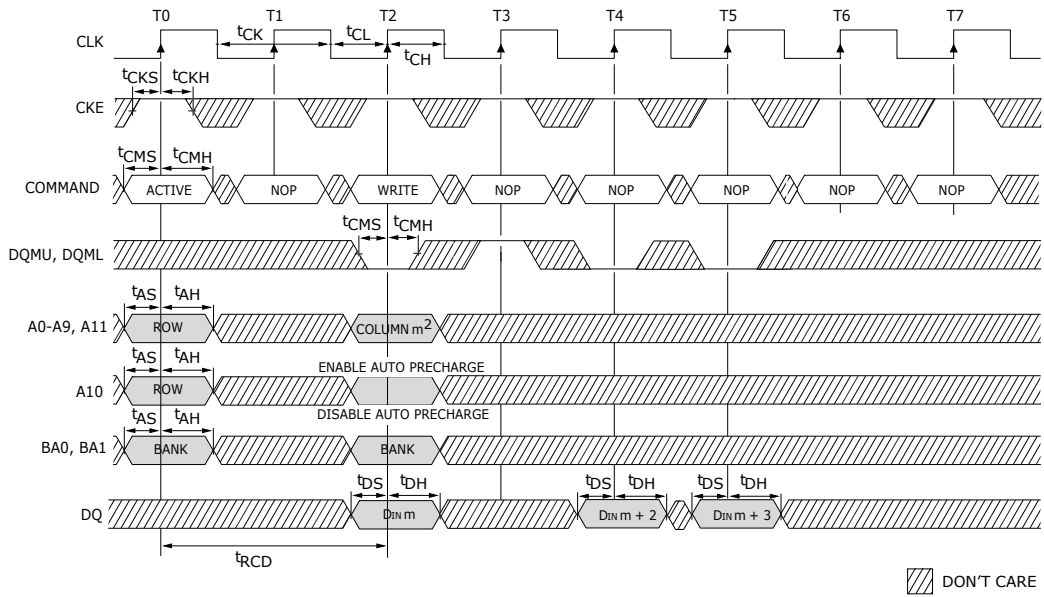 T0 T1 T2 T3 T4 T5 T6 T7
CLK tCK tCL tCH
tCKS tCKH
CKE
tCMS tCMH
COMMAND ACTIVE NOP WRITE NOP NOP NOP NOP NOP
tCMS tCMH
DQMU, DQML
tAS tAH
A0-A9, A11 ROW COLUMN m2
tAS tAH ENABLE AUTO PRECHARGE
A10 ROW
DISABLE AUTO PRECHARGE
tAS tAH
BA0, BA1 BANK BANK
tDS tDH tDS tDH tDS tDH
DQ DIN m DIN m + 2 DIN m + 3
tRCD
DON'T CARE